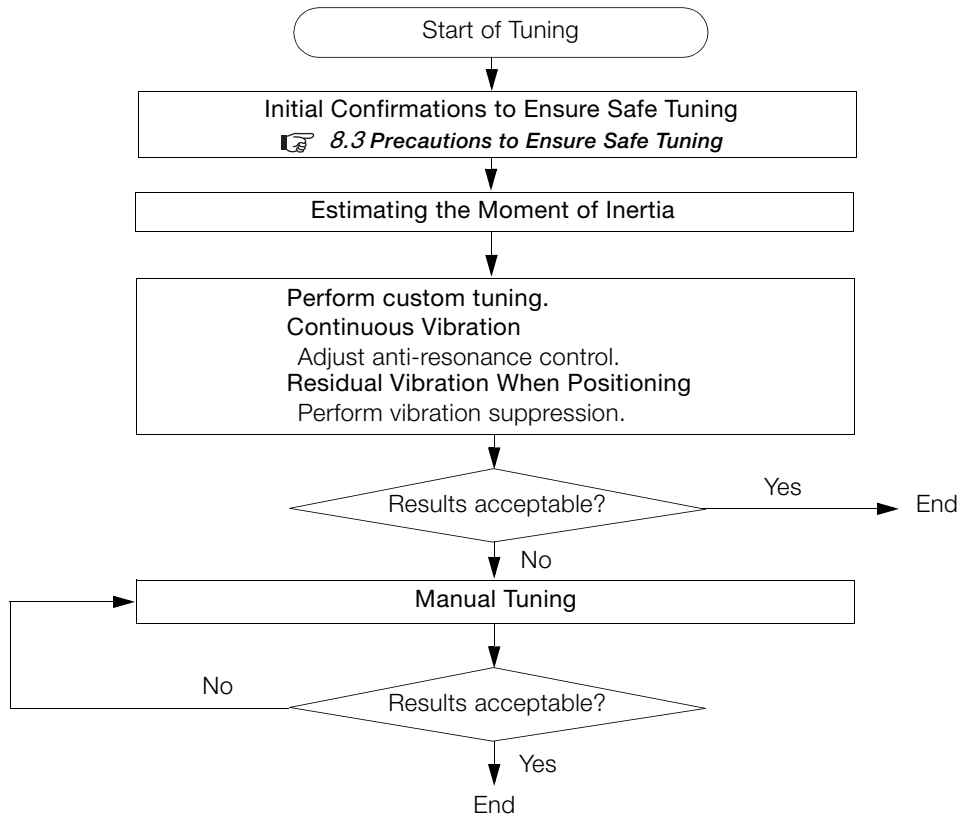 Start of Tuning
Initial Confirmations to Ensure Safe Tuning
8.3 Precautions to Ensure Safe Tuning
Estimating the Moment of Inertia
Perform custom tuning.
Continuous Vibration
Adjust anti-resonance control.
Residual Vibration When Positioning
Perform vibration suppression.
Results acceptable?
Yes
End
No
Manual Tuning
No
Results acceptable?
Yes
End